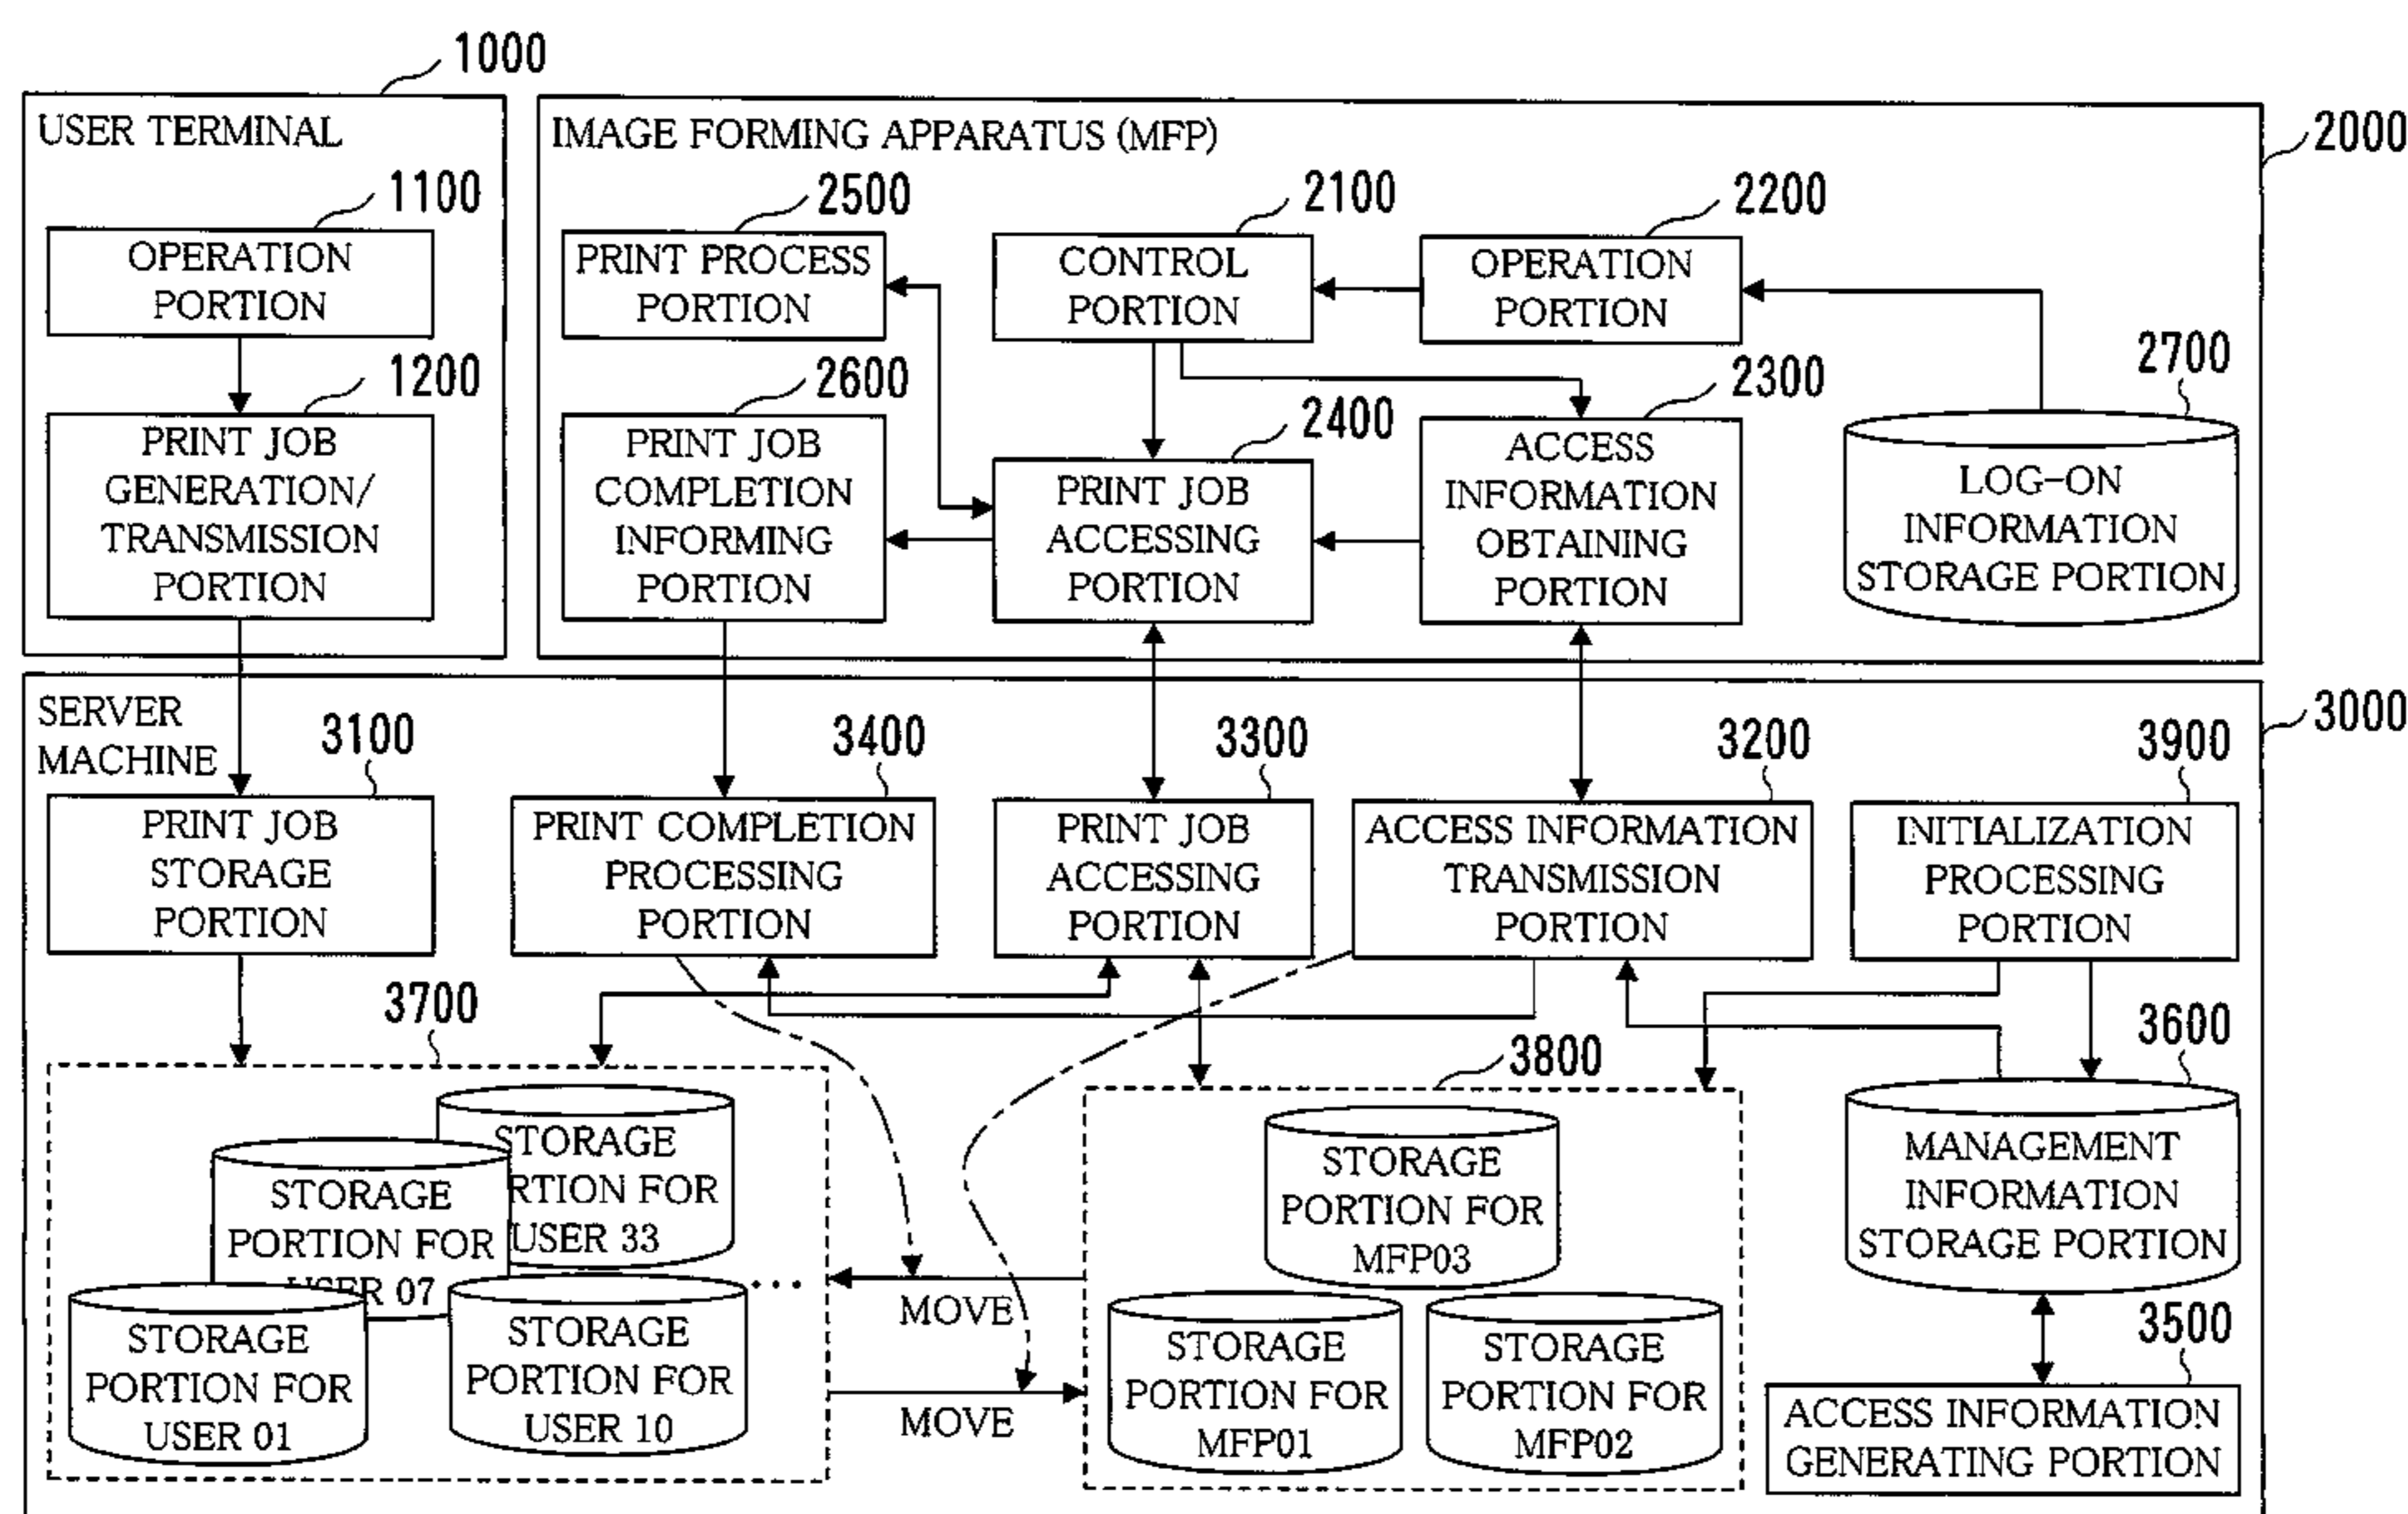 1000
USER TERMINAL
1100
OPERATION
PORTION
1200
PRINT JOB
GENERATION/
TRANSMISSION
PORTION
2000
IMAGE FORMING APPARATUS (MFP)
2500
PRINT PROCESS
PORTION
2100
CONTROL
PORTION
2200
OPERATION
PORTION
2600
PRINT JOB
COMPLETION
INFORMING
PORTION
2400
PRINT JOB
ACCESSING
PORTION
2300
ACCESS
INFORMATION
OBTAINING
PORTION
2700
LOG-ON
INFORMATION
STORAGE PORTION
3000
SERVER
MACHINE
3100
PRINT JOB
STORAGE
PORTION
3400
PRINT COMPLETION
PROCESSING
PORTION
3300
PRINT JOB
ACCESSING
PORTION
3200
ACCESS INFORMATION
TRANSMISSION
PORTION
3900
INITIALIZATION
PROCESSING
PORTION
3700
STORAGE
RTION FOR
USER 33
STORAGE
PORTION FOR
USER 07
STORAGE
PORTION FOR
USER 01
STORAGE
PORTION FOR
USER 10
...
MOVE
MOVE
3800
STORAGE
PORTION FOR
MFP03
STORAGE
PORTION FOR
MFP01
STORAGE
PORTION FOR
MFP02
3600
MANAGEMENT
INFORMATION
STORAGE PORTION
3500
ACCESS INFORMATION
GENERATING PORTION